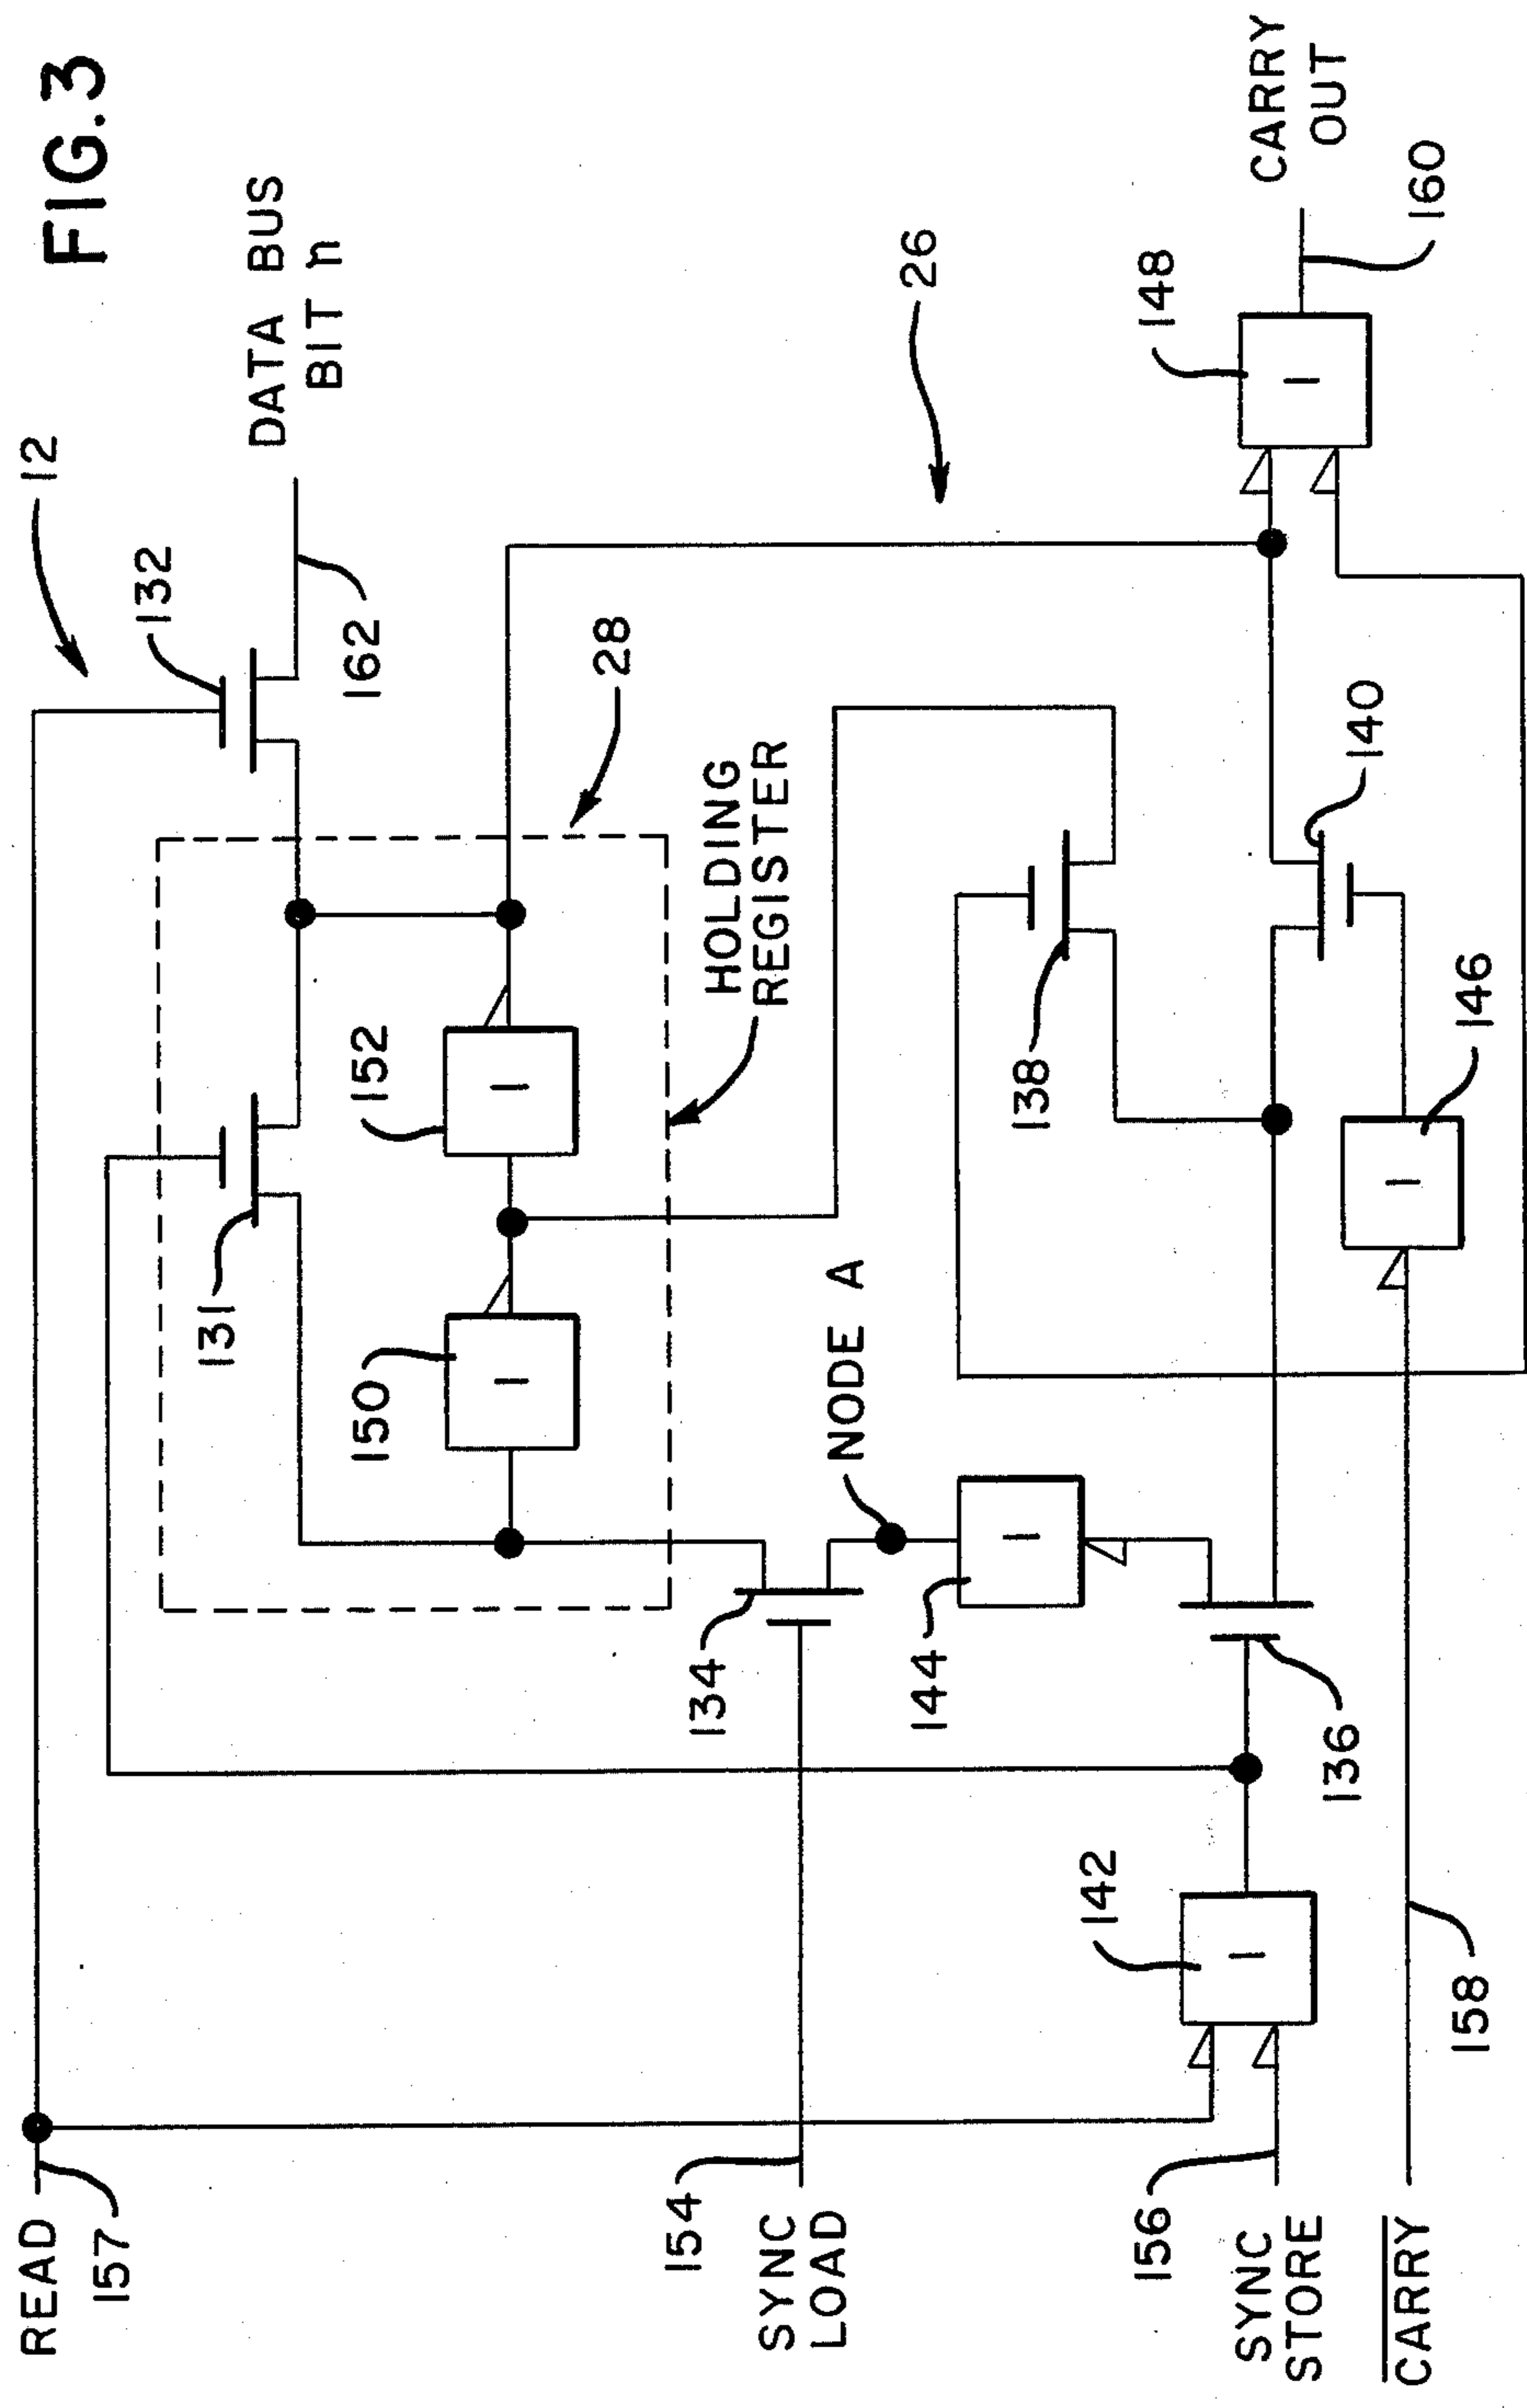 FIG.3
READ
157
12
132
DATA BUS
BIT n
162
131
152
150
28
HOLDING
REGISTER
SYNC
LOAD
154
134
NODE A
144
138
26
148
CARRY
OUT
160
140
146
142
136
SYNC
STORE
156
CARRY
158
1
1
1
1
1
1